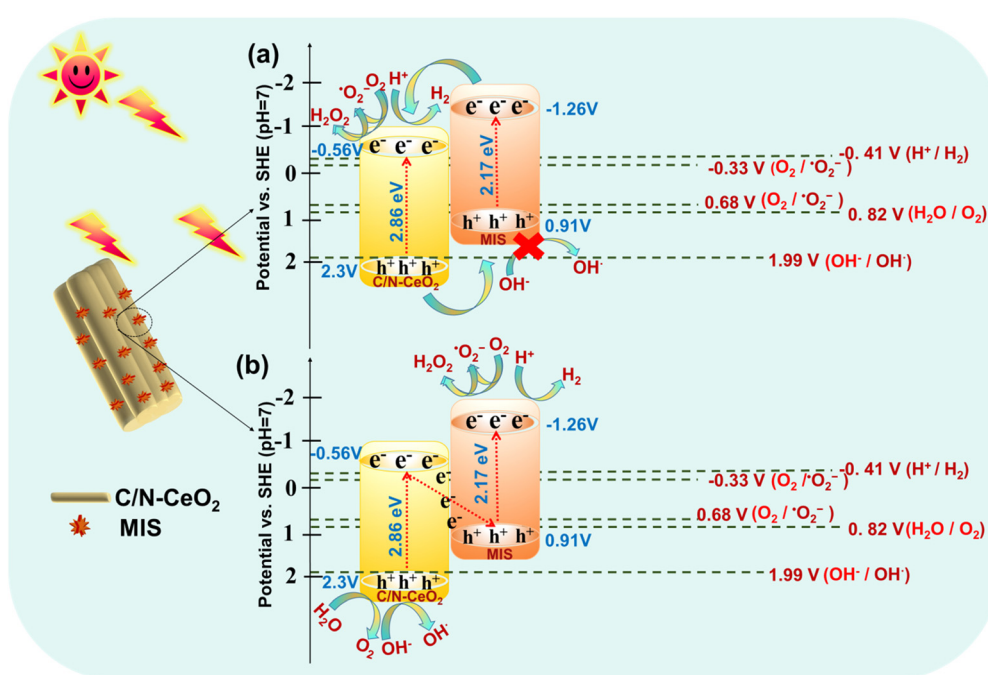 (a)
Potential vs. SHE (pH=7)
-2
-1
0
1
2
H₂O₂
•O₂⁻
O₂
H⁺
H₂
e⁻ e⁻ e⁻
-1.26V
-0.56V
e⁻ e⁻ e⁻
2.17 eV
2.86 eV
-0. 41 V (H⁺ / H₂)
-0.33 V (O₂ / •O₂⁻ )
0.68 V (O₂ / •O₂⁻ )
0. 82 V (H₂O / O₂)
h⁺ h⁺ h⁺
MIS
0.91V
1.99 V (OH⁻ / OH·)
2.3V
h⁺ h⁺ h⁺
C/N-CeO₂
OH⁻
OH·
(b)
Potential vs. SHE (pH=7)
-2
-1
0
1
2
H₂O₂
•O₂⁻
O₂
H⁺
H₂
e⁻ e⁻ e⁻
-1.26V
-0.56V
e⁻ e⁻ e⁻
e⁻
e⁻
e⁻
2.17 eV
2.86 eV
-0. 41 V (H⁺ / H₂)
-0.33 V (O₂ /•O₂⁻ )
0.68 V (O₂ / •O₂⁻ )
0. 82 V(H₂O / O₂)
h⁺ h⁺ h⁺
MIS
0.91V
1.99 V (OH⁻ / OH·)
2.3V
h⁺ h⁺ h⁺
C/N-CeO₂
H₂O
O₂
OH⁻
OH·
C/N-CeO₂
MIS